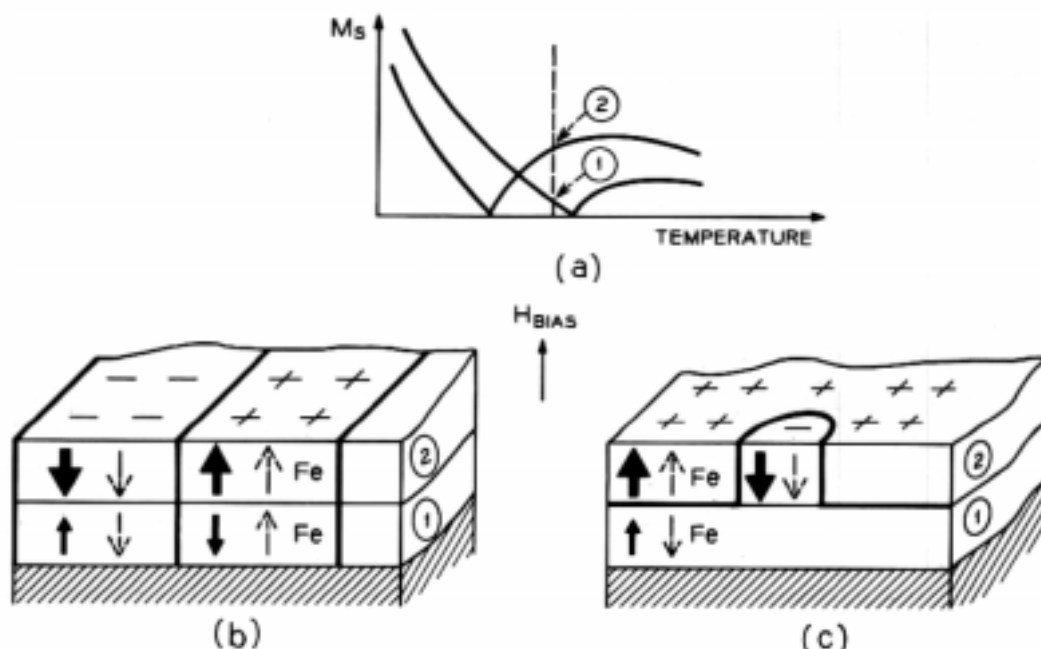 Ms
2
1
TEMPERATURE
(a)
HBIAS
− −
+ +
− −
+ +
Fe
2
Fe
1
(b)
+ + + + +
+ + − + + +
Fe
2
Fe
1
(c)